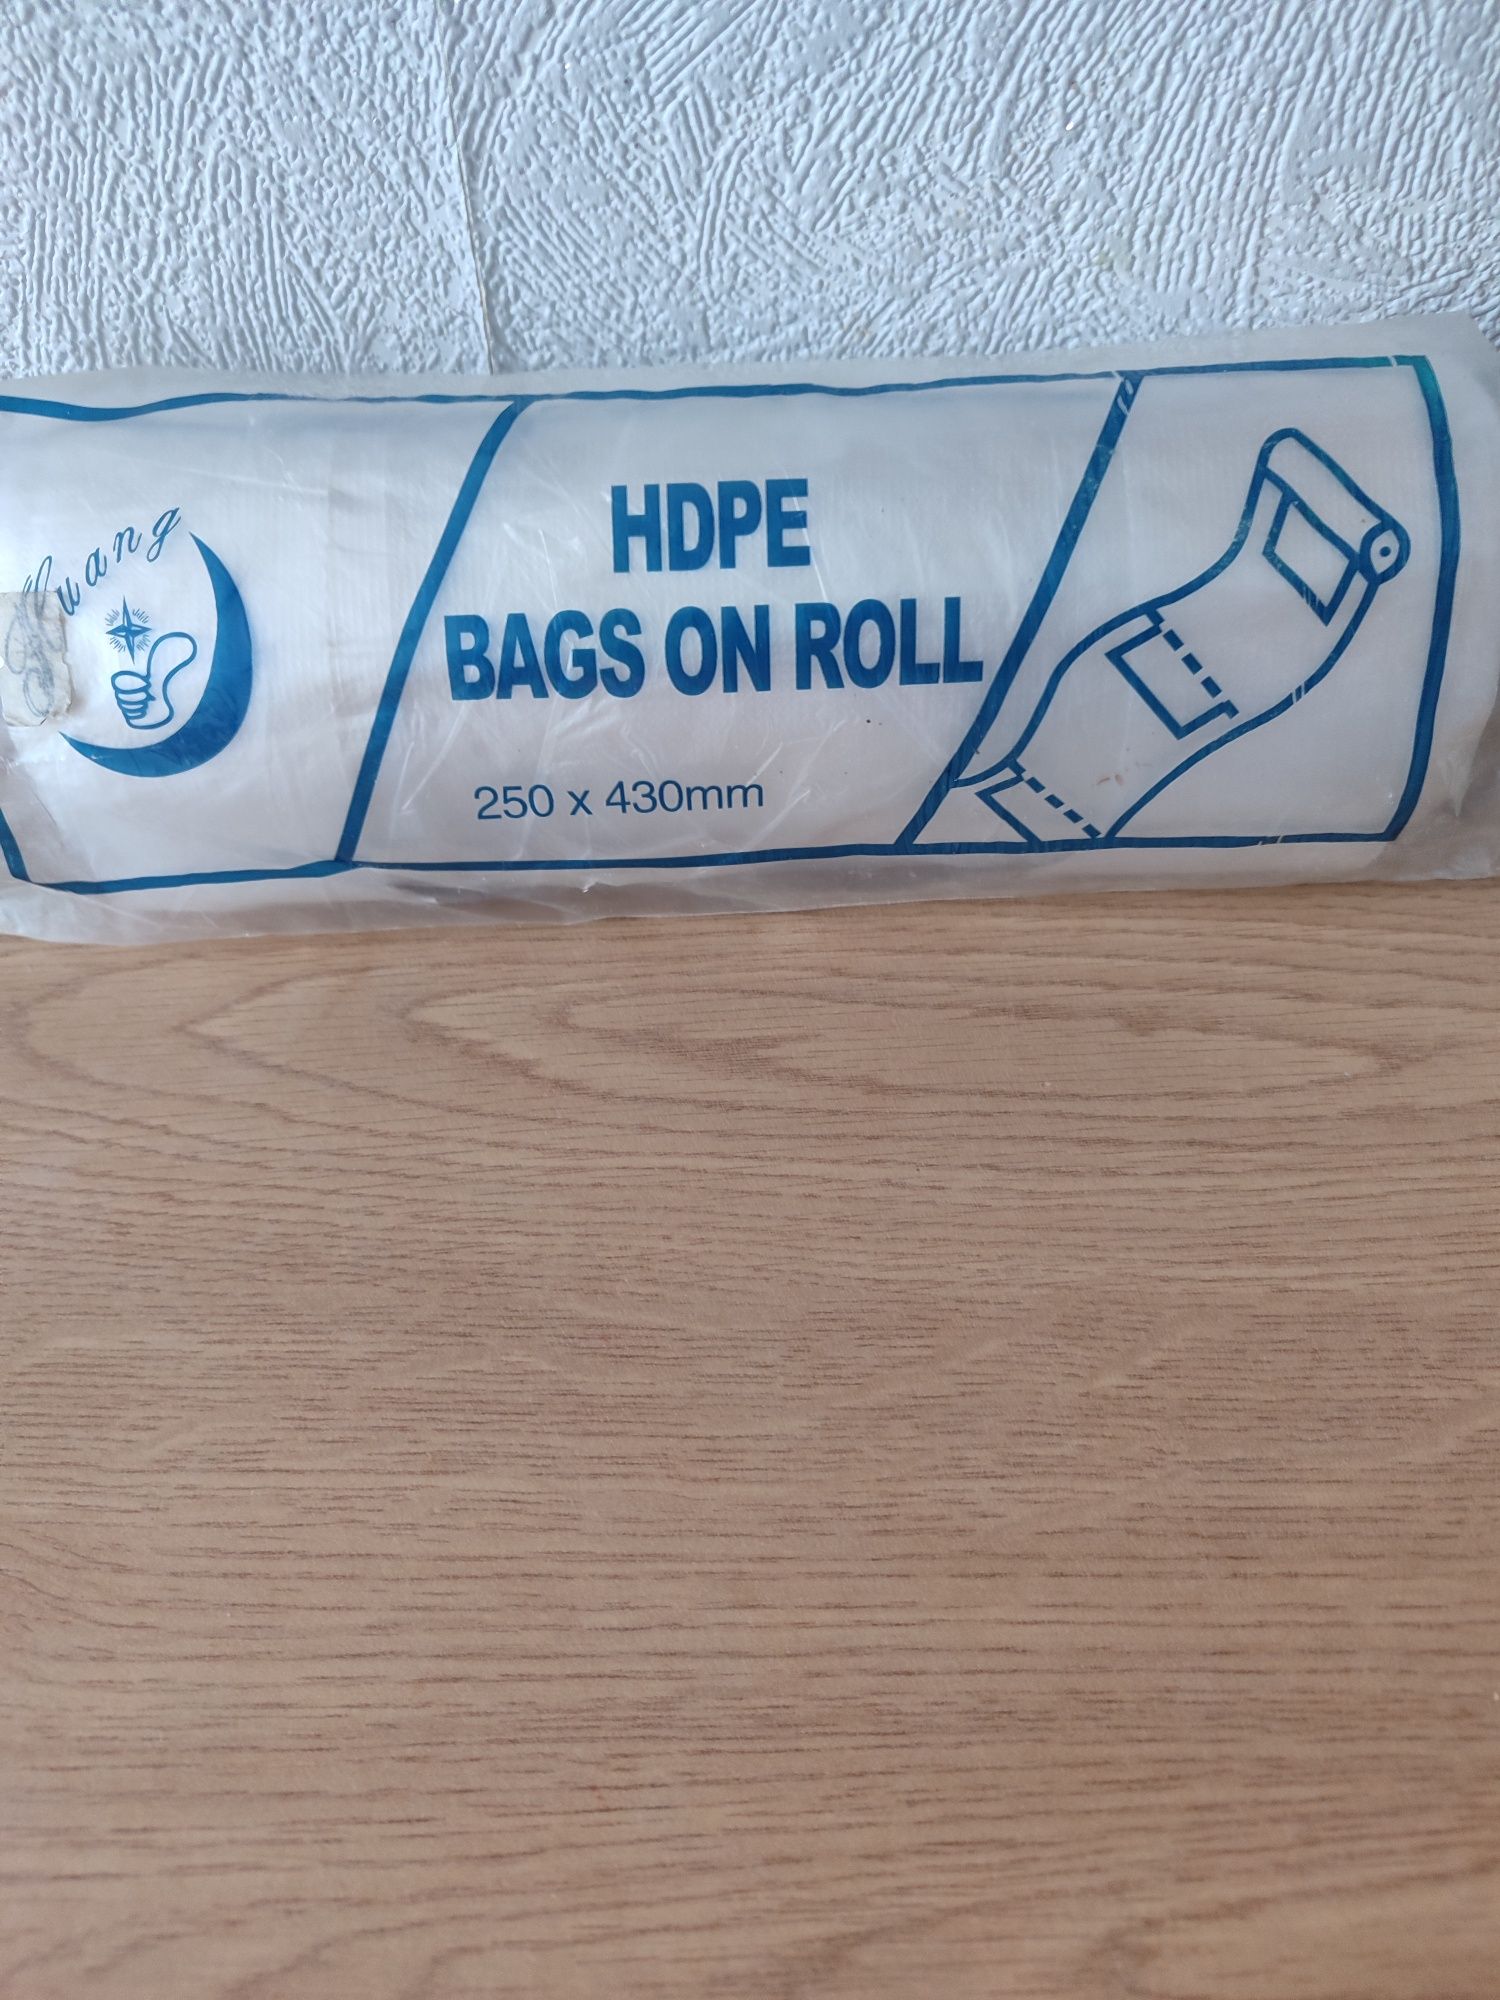 HDPE
BAGS ON ROLL
250 x 430mm